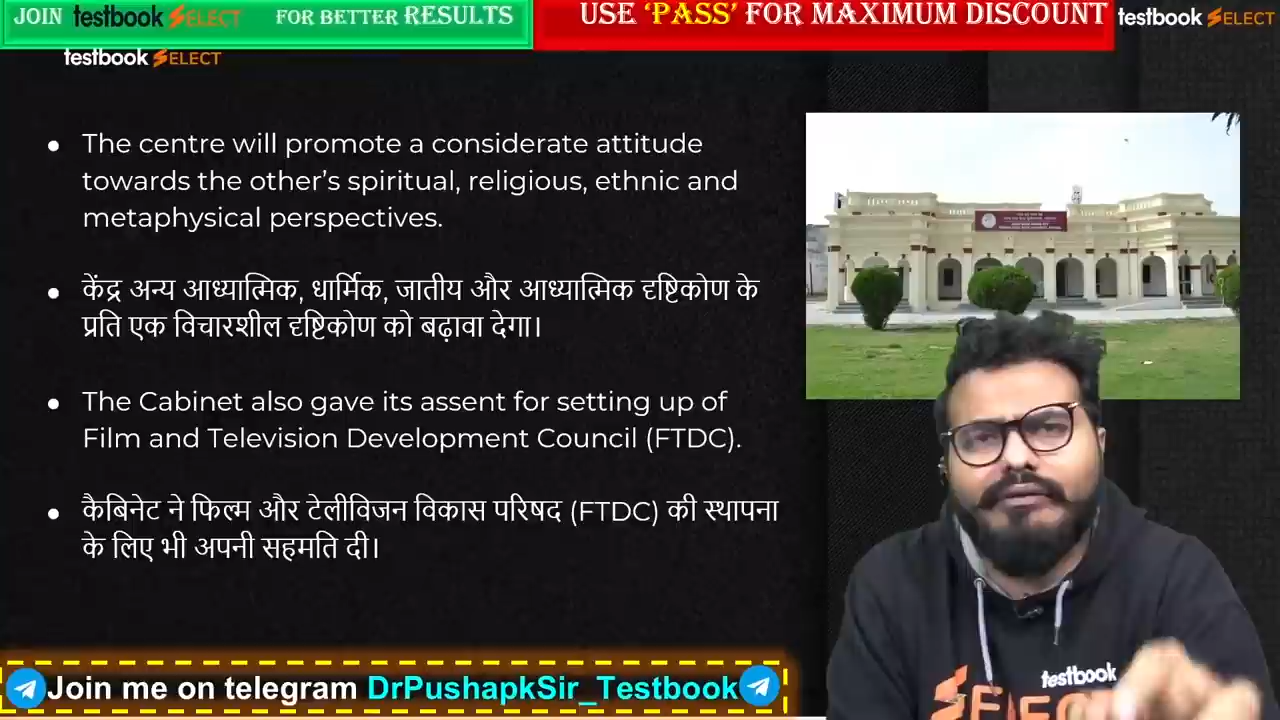 JOIN testbook SELECT FOR BETTER RESULTS
USE ‘PASS’ FOR MAXIMUM DISCOUNT
testbook SELECT
testbook SELECT
The centre will promote a considerate attitude
towards the other’s spiritual, religious, ethnic and
metaphysical perspectives.
केंद्र अन्य आध्यात्मिक, धार्मिक, जातीय और आध्यात्मिक दृष्टिकोण के
प्रति एक विचारशील दृष्टिकोण को बढ़ावा देगा।
The Cabinet also gave its assent for setting up of
Film and Television Development Council (FTDC).
कैबिनेट ने फिल्म और टेलीविजन विकास परिषद (FTDC) की स्थापना
के लिए भी अपनी सहमति दी।
Join me on telegram DrPushapkSir_Testbook
testbook